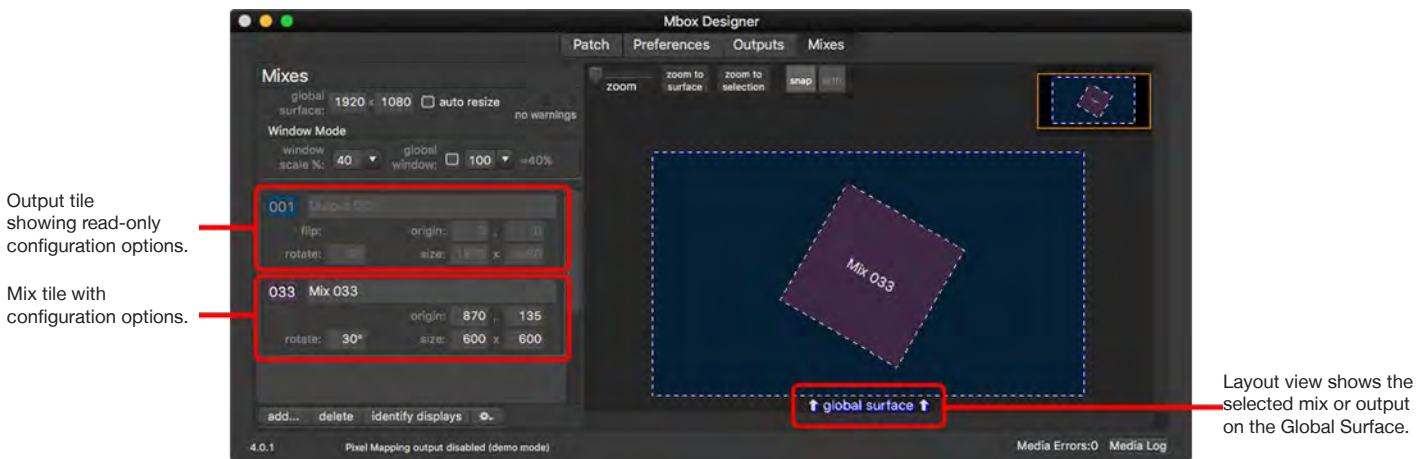 Mbox Designer
Patch Preferences Outputs Mixes
Mixes
global surface: 1920 x 1080 auto resize
no warnings
Window Mode
window scale %: 40 global window: 100 =40%
zoom
zoom to surface
zoom to selection
snap
001
flip: origin:
rotate: size: x
033 Mix 033
origin: 870 , 135
rotate: 30° size: 600 x 600
add... delete identify displays
4.0.1 Pixel Mapping output disabled (demo mode)
Mix 033
↑ global surface ↑
Media Errors:0 Media Log
Output tile
showing read-only
configuration options.
Mix tile with
configuration options.
Layout view shows the
selected mix or output
on the Global Surface.